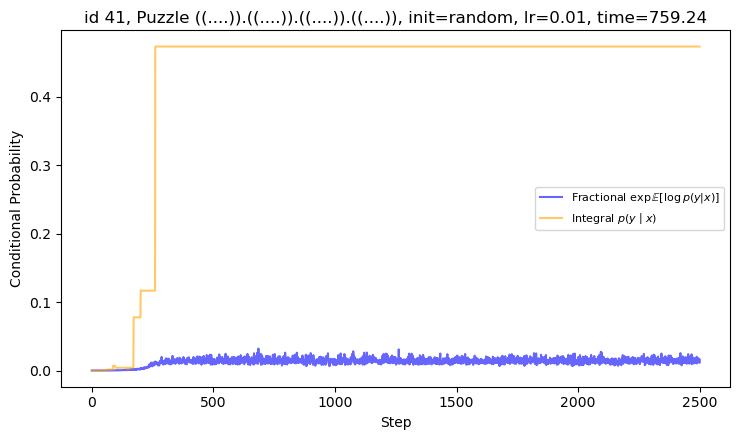 id 41, Puzzle ((....)).((....)).((....)).((....)), init=random, lr=0.01, time=759.24
Conditional Probability
0.4
0.3
0.2
0.1
0.0
Fractional exp𝔼[log p(y|x)]
Integral p(y | x)
0
500
1000
1500
2000
2500
Step